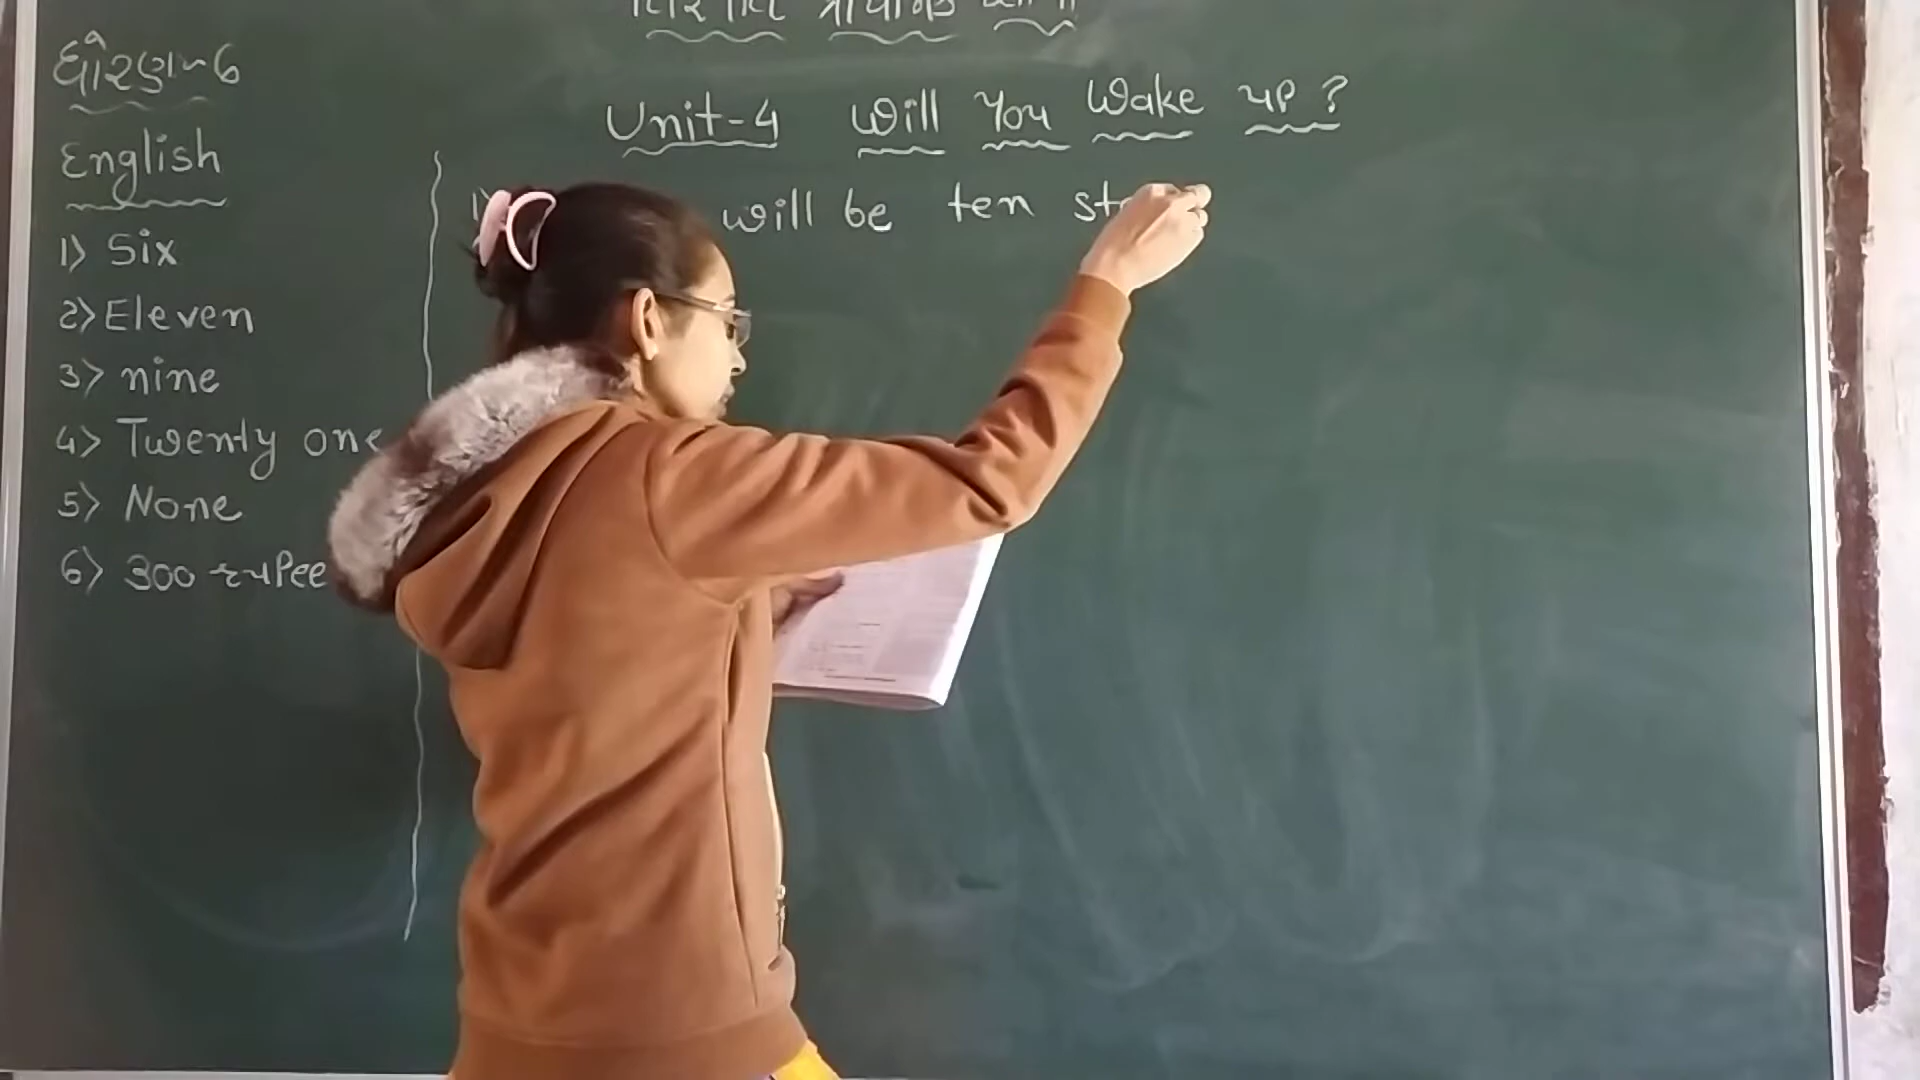 ધોરણ-6
English
1) Six
2) Eleven
3) nine
4) Twenty one
5) None
6) 300 રુpee
Unit-4 Will You Wake up ?
1) will be ten